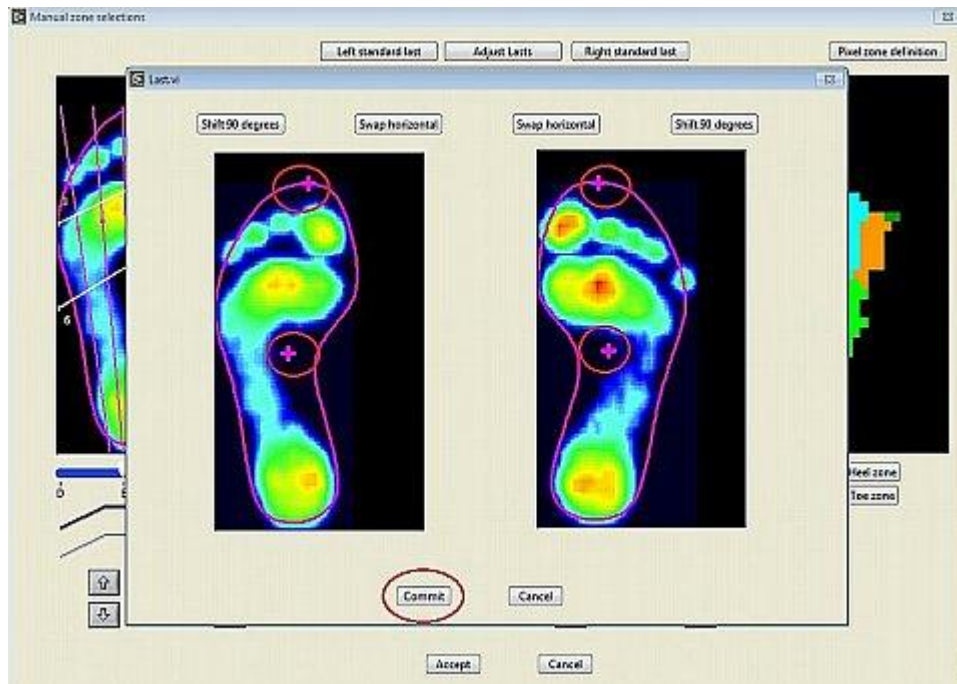 Manual zone selections
Left standard last Adjust Lasts Right standard last Pixel zone definition
Last.vi
Shift 90 degrees Swap horizontal Swap horizontal Shift 90 degrees
6
Heel zone
0
Toe zone
Commit Cancel
Accept Cancel